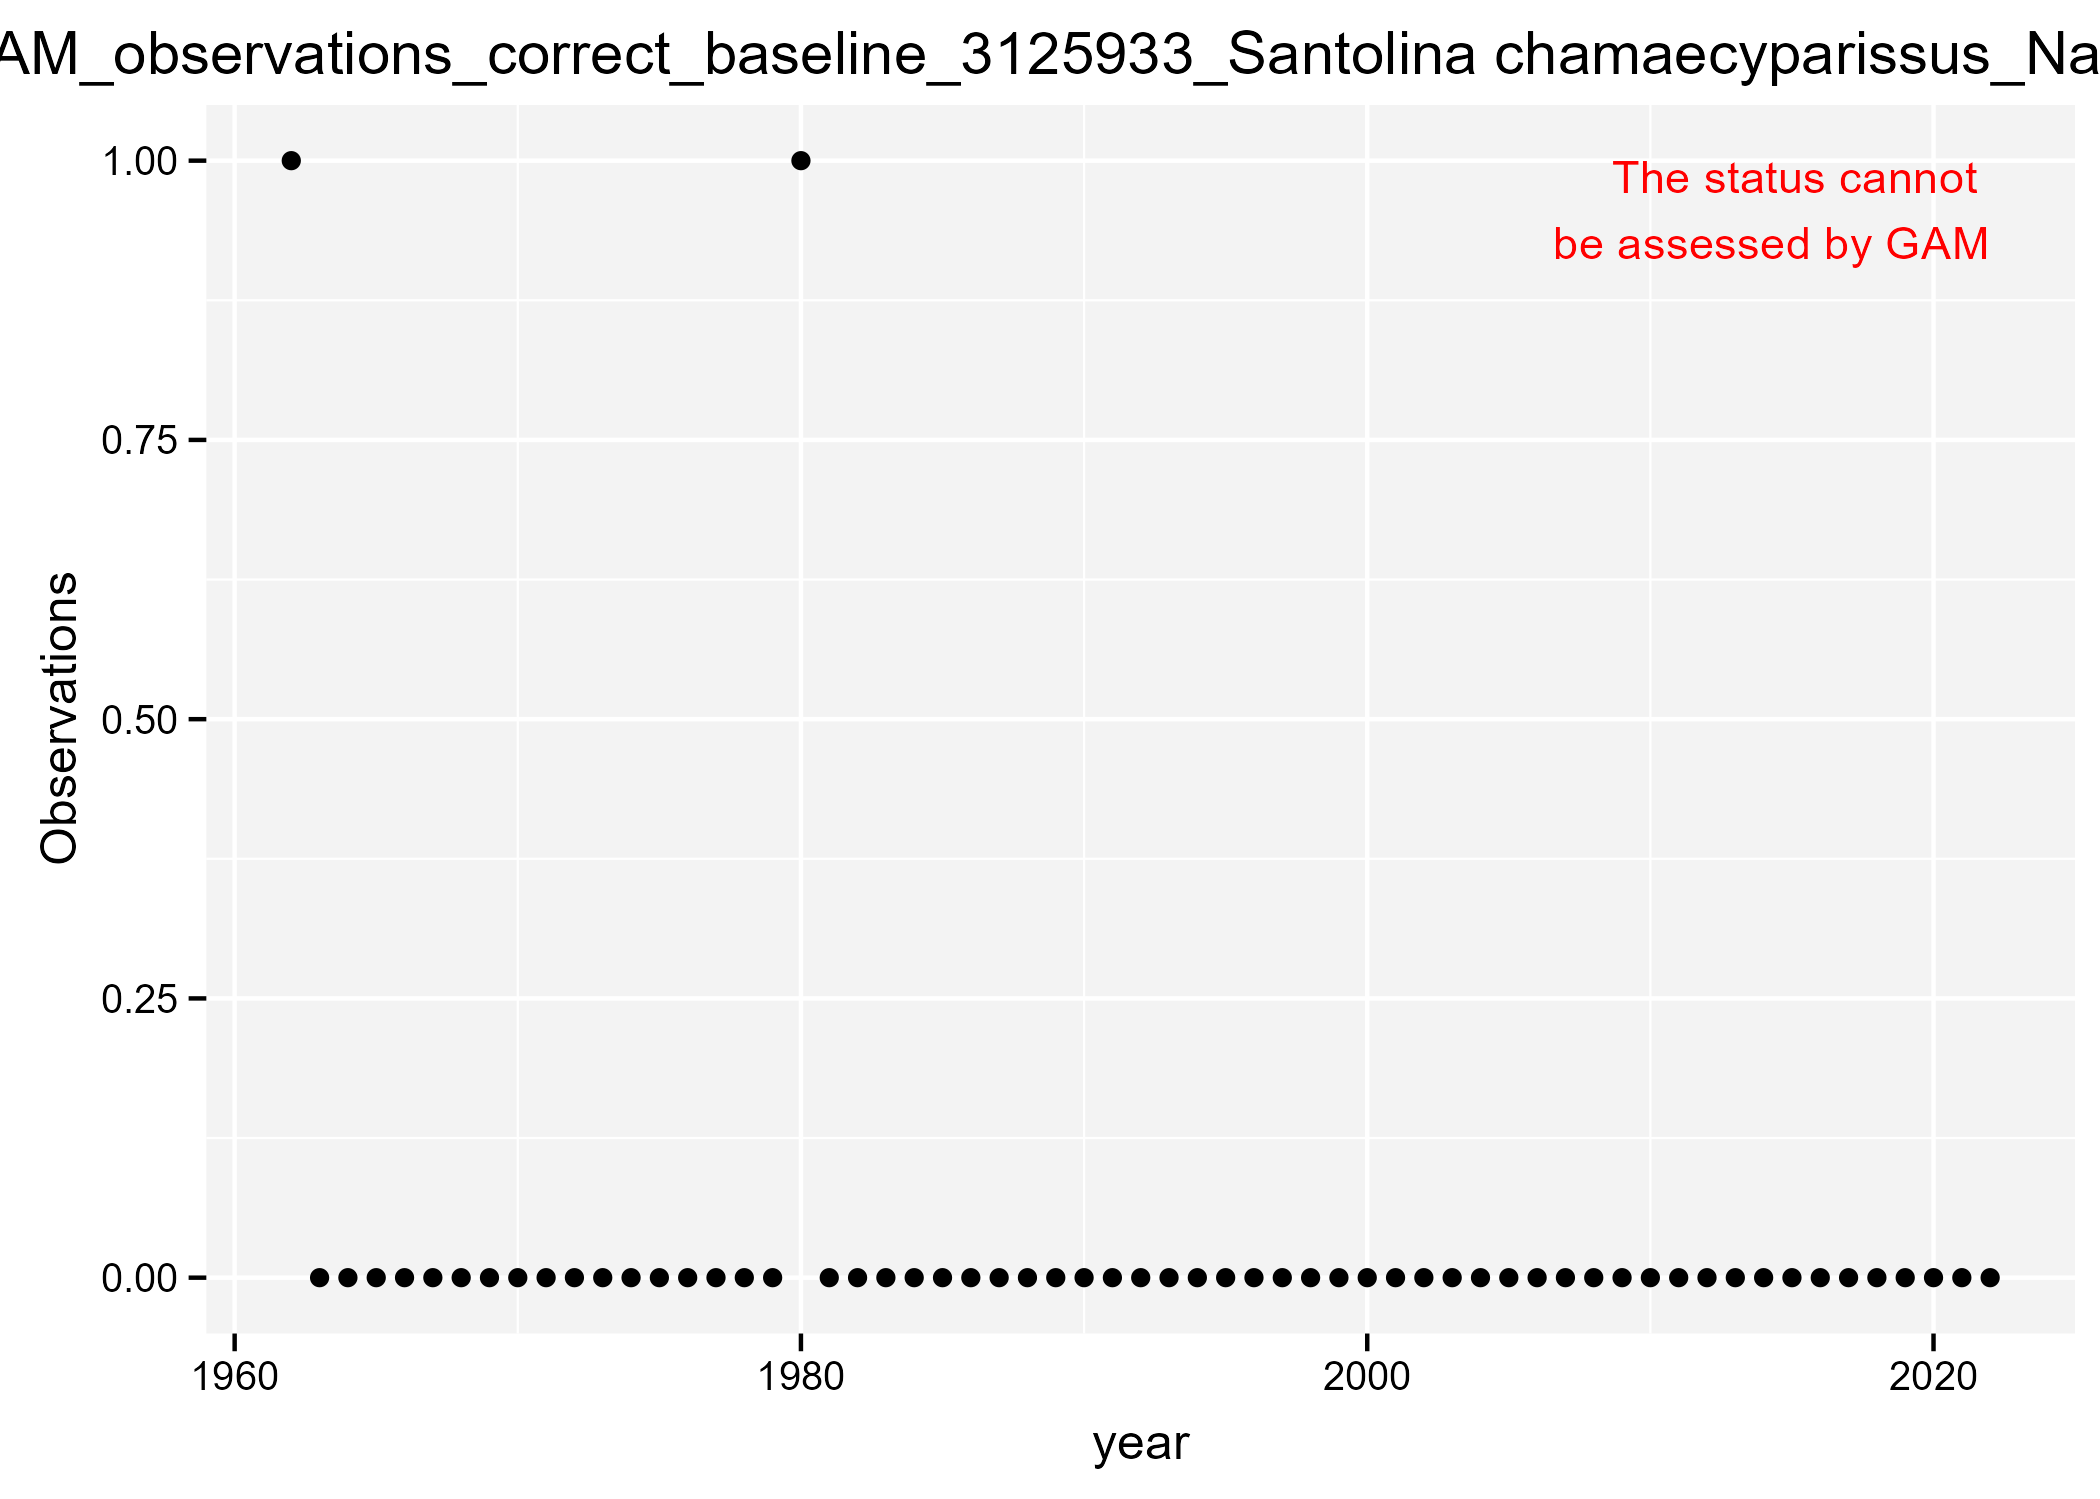 AM_observations_correct_baseline_3125933_Santolina chamaecyparissus_Na
The status cannot
be assessed by GAM
1.00
0.75
0.50
0.25
0.00
Observations
1960 1980 2000 2020
year